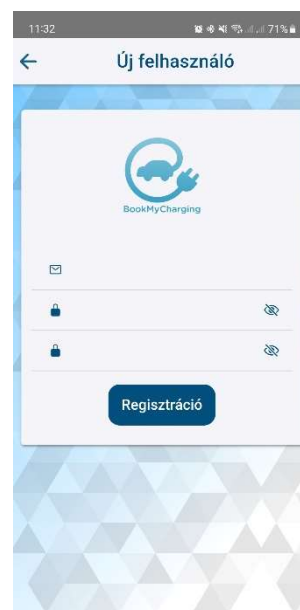 11:32
71%
Új felhasználó
BookMyCharging
Regisztráció